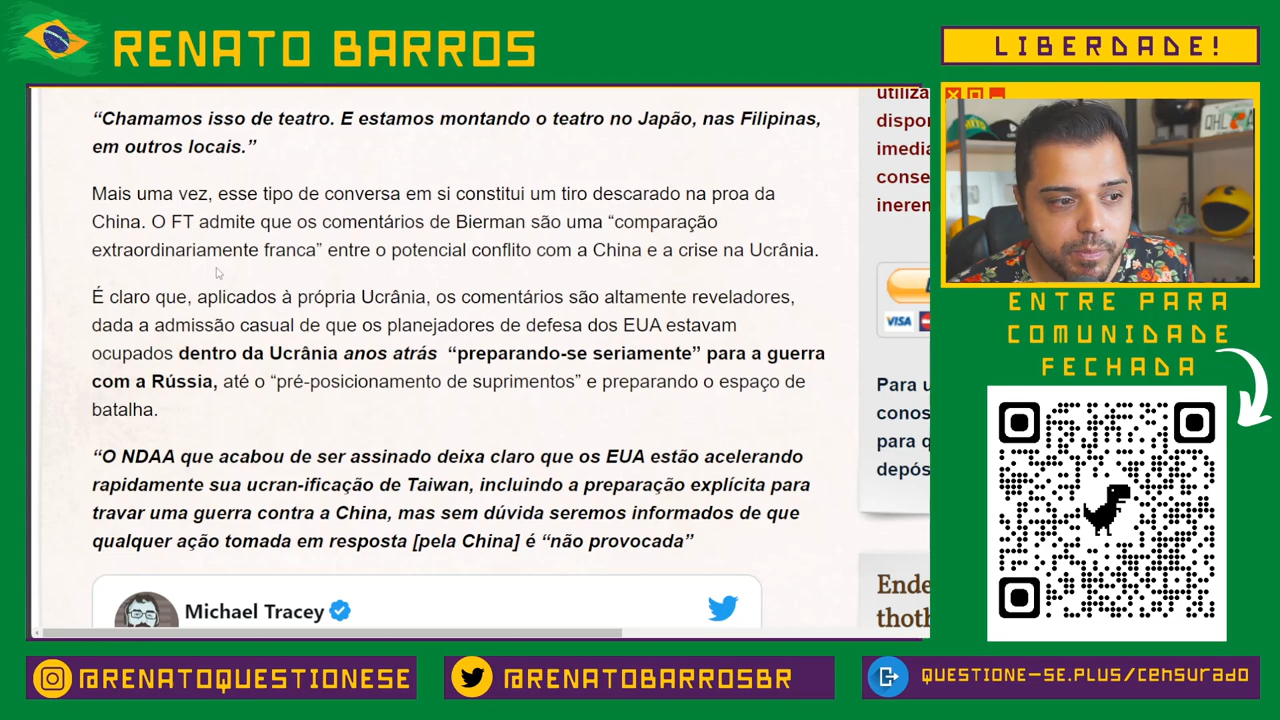 RENATO BARROS
LIBERDADE!
“Chamamos isso de teatro. E estamos montando o teatro no Japão, nas Filipinas,
em outros locais.”
Mais uma vez, esse tipo de conversa en si constitui um tiro descarado na proa da
China. O FT admite que os comentários de Bierman são uma “comparação
extraordinariamente franca” entre o potencial conflito com a China e a crise na Ucrânia.
É claro que, aplicados à própria Ucrânia, os comentários são altamente reveladores,
dada a admissão casual de que os planejadores de defesa dos EUA estavam
ocupados dentro da Ucrânia anos atrás “preparando-se seriamente” para a guerra
com a Rússia, até o “pré-posicionamento de suprimentos” e preparando o espaço de
batalha.
“O NDAA que acabou de ser assinado deixa claro que os EUA estão acelerando
rapidamente sua ucran-ificação de Taiwan, incluindo a preparação explícita para
travar uma guerra contra a China, mas sem dúvida seremos informados de que
qualquer ação tomada em resposta [pela China] é “não provocada”
Michael Tracey
utiliza
dispor
imedia
conse
ineren
VISA
Para u
conos
para q
depós
Ende
thoth
QHL
ENTRE PARA
COMUNIDADE
FECHADA
@RENATOQUESTIONESE
@RENATOBARROSBR
QUESTIONE-SE.PLUS/censurado